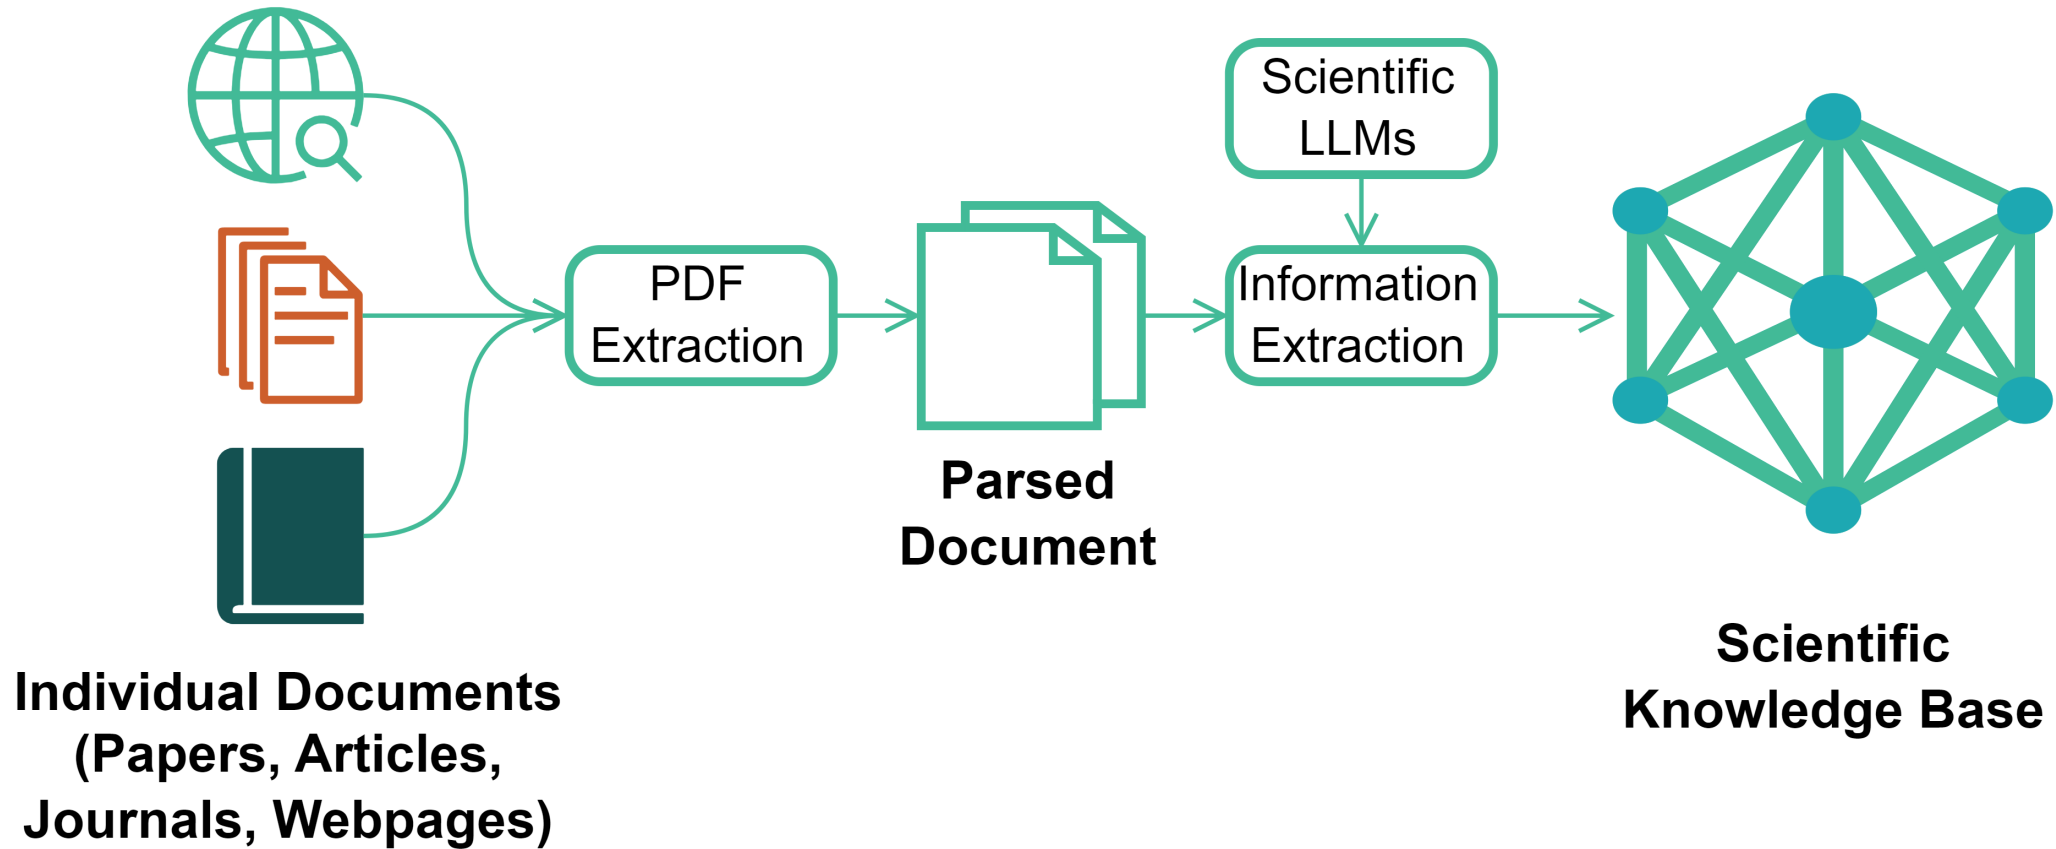 Scientific
LLMs
PDF
Extraction
Information
Extraction
Parsed
Document
Individual Documents
(Papers, Articles,
Journals, Webpages)
Scientific
Knowledge Base